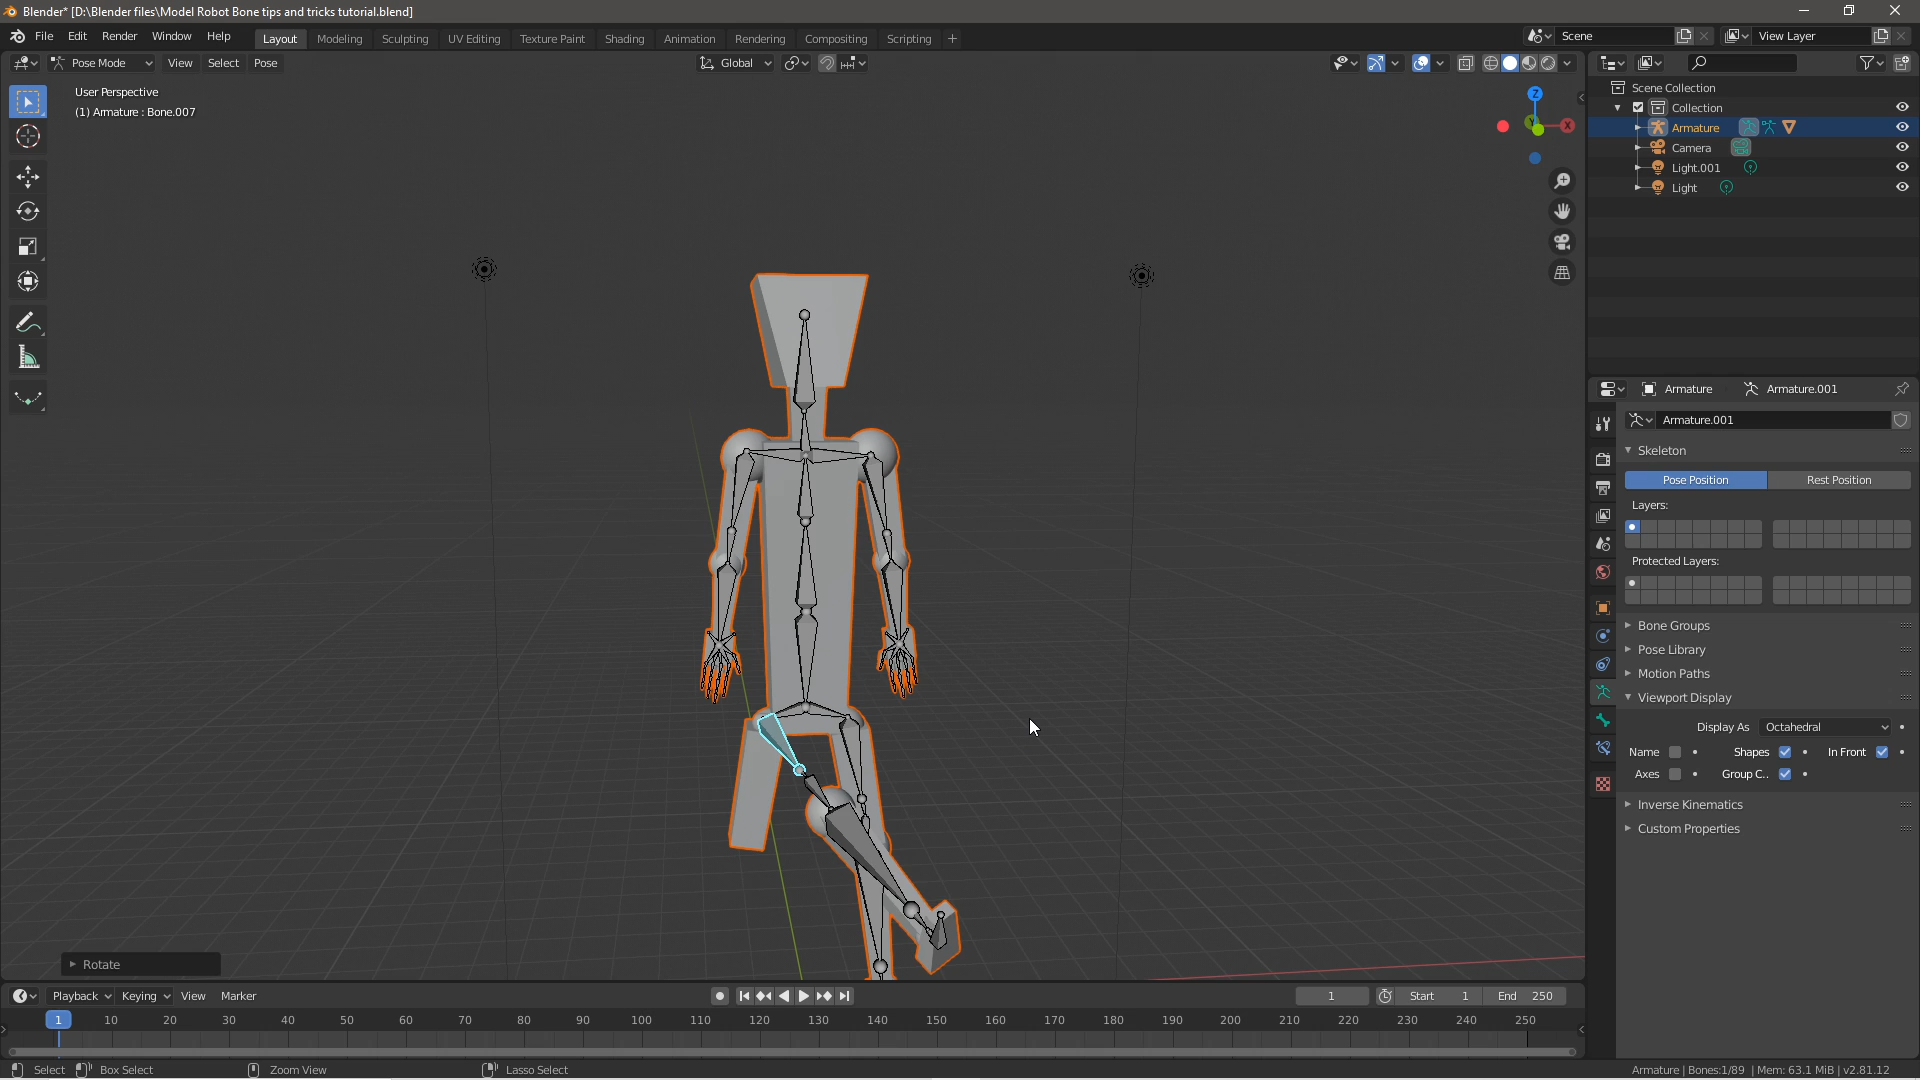 Blender* [D:\Blender files\Model Robot Bone tips and tricks tutorial.blend]
File Edit Render Window Help Layout Modeling Sculpting UV Editing Texture Paint Shading Animation Rendering Compositing Scripting + Scene View Layer
Pose Mode View Select Pose Global
User Perspective
(1) Armature : Bone.007
Z
X
Y
Scene Collection
Collection
Armature
Camera
Light.001
Light
Armature Armature.001
Armature.001
Skeleton
Pose Position Rest Position
Layers:
Protected Layers:
Bone Groups
Pose Library
Motion Paths
Viewport Display
Display As Octahedral
Name Shapes In Front
Axes Group C..
Inverse Kinematics
Custom Properties
Rotate
Playback Keying View Marker 1 Start 1 End 250
1 10 20 30 40 50 60 70 80 90 100 110 120 130 140 150 160 170 180 190 200 210 220 230 240 250
Select Box Select Zoom View Lasso Select Armature | Bones:1/89 | Mem: 63.1 MiB | v2.81.12